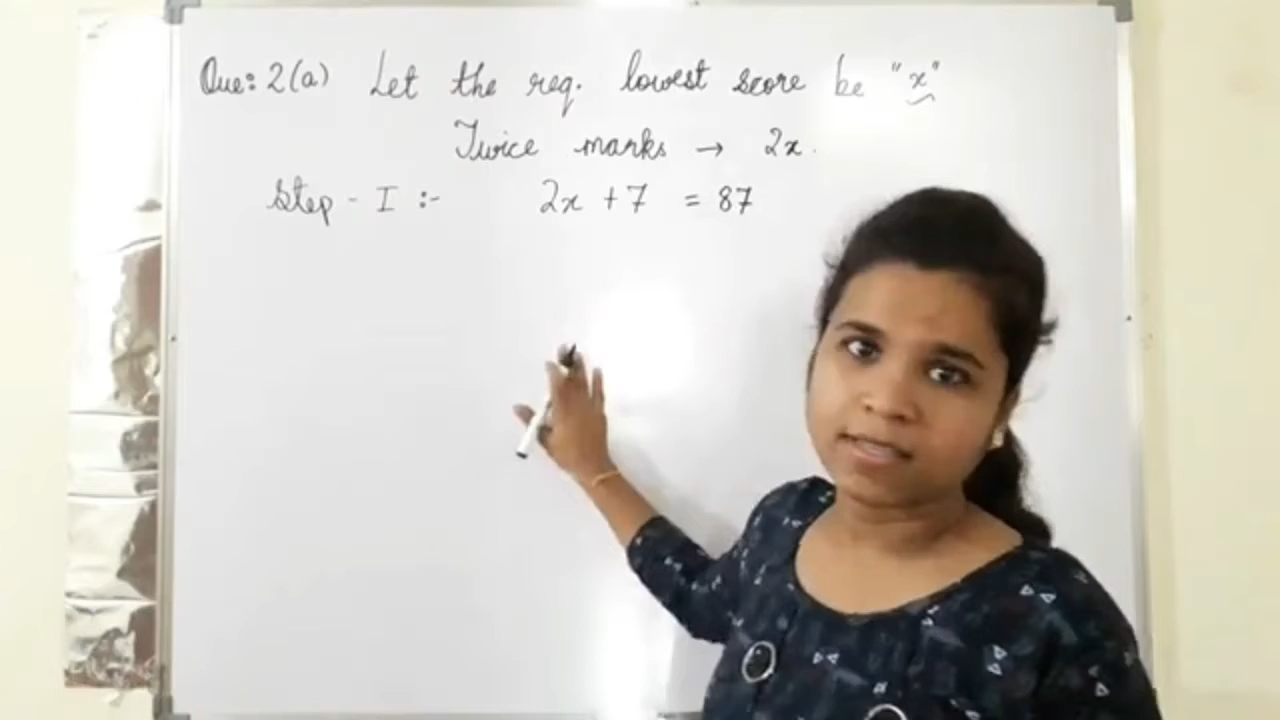 Que: 2(a) Let the req. lowest score be "x"
Twice marks → 2x.
Step - I :- 2x + 7 = 87